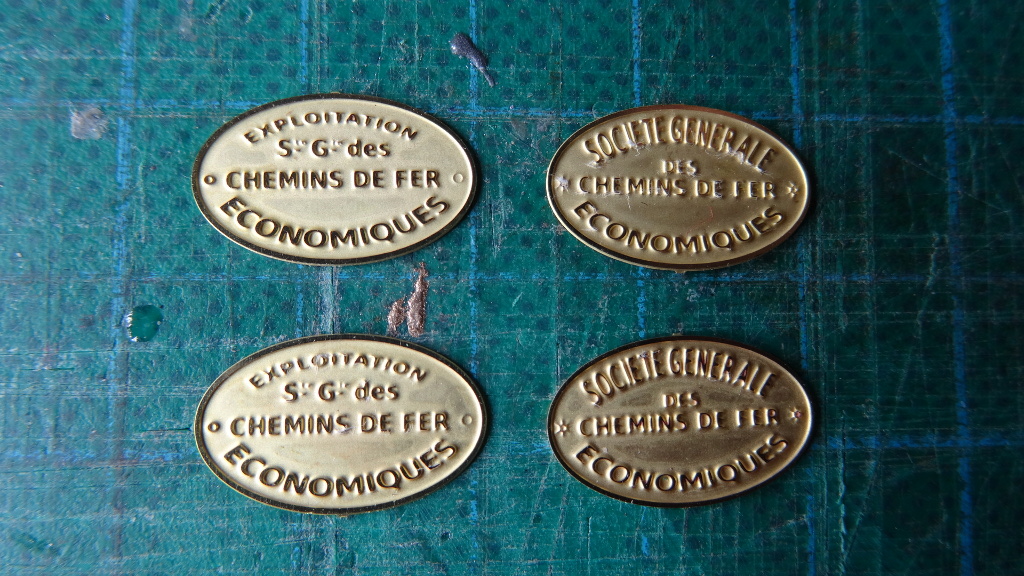 EXPLOITATION
Sté Gle des
CHEMINS DE FER
ECONOMIQUES
SOCIETE GENERALE
DES
CHEMINS DE FER
ECONOMIQUES
EXPLOITATION
Sté Gle des
CHEMINS DE FER
ECONOMIQUES
SOCIETE GENERALE
DES
CHEMINS DE FER
ECONOMIQUES